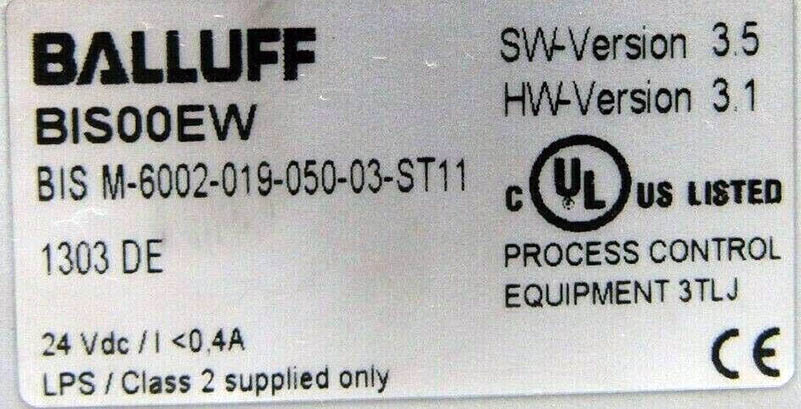 BALLUFF
BIS00EW
BIS M-6002-019-050-03-ST11
1303 DE
24 Vdc / I <0,4A
LPS / Class 2 supplied only
SW-Version 3.5
HW-Version 3.1
C UL US LISTED
PROCESS CONTROL
EQUIPMENT 3TLJ
CE